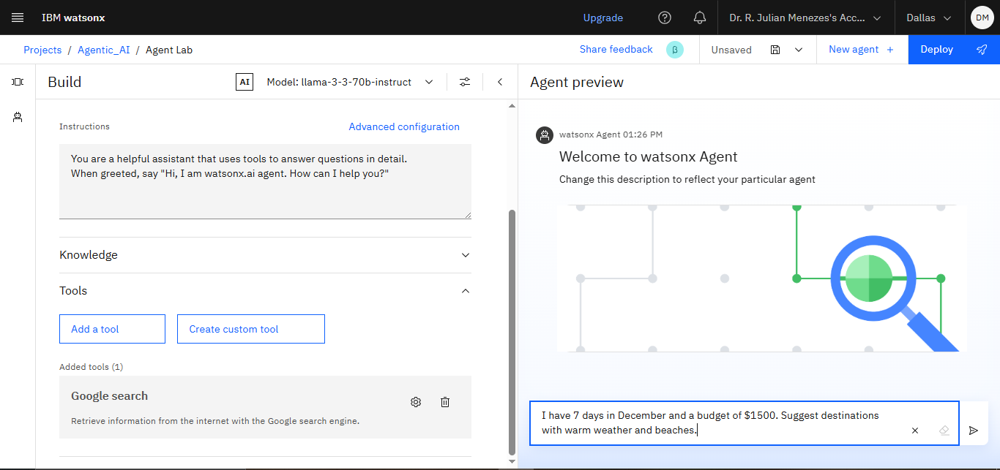 IBM watsonx
Upgrade
Dr. R. Julian Menezes's Acc...
Dallas
DM
Projects / Agentic_AI / Agent Lab
Share feedback
β
Unsaved
New agent +
Deploy
Build
AI
Model: llama-3-3-70b-instruct
Agent preview
Instructions
Advanced configuration
You are a helpful assistant that uses tools to answer questions in detail.
When greeted, say "Hi, I am watsonx.ai agent. How can I help you?"
Knowledge
Tools
Add a tool
Create custom tool
Added tools (1)
Google search
Retrieve information from the internet with the Google search engine.
watsonx Agent 01:26 PM
Welcome to watsonx Agent
Change this description to reflect your particular agent
I have 7 days in December and a budget of $1500. Suggest destinations
with warm weather and beaches.